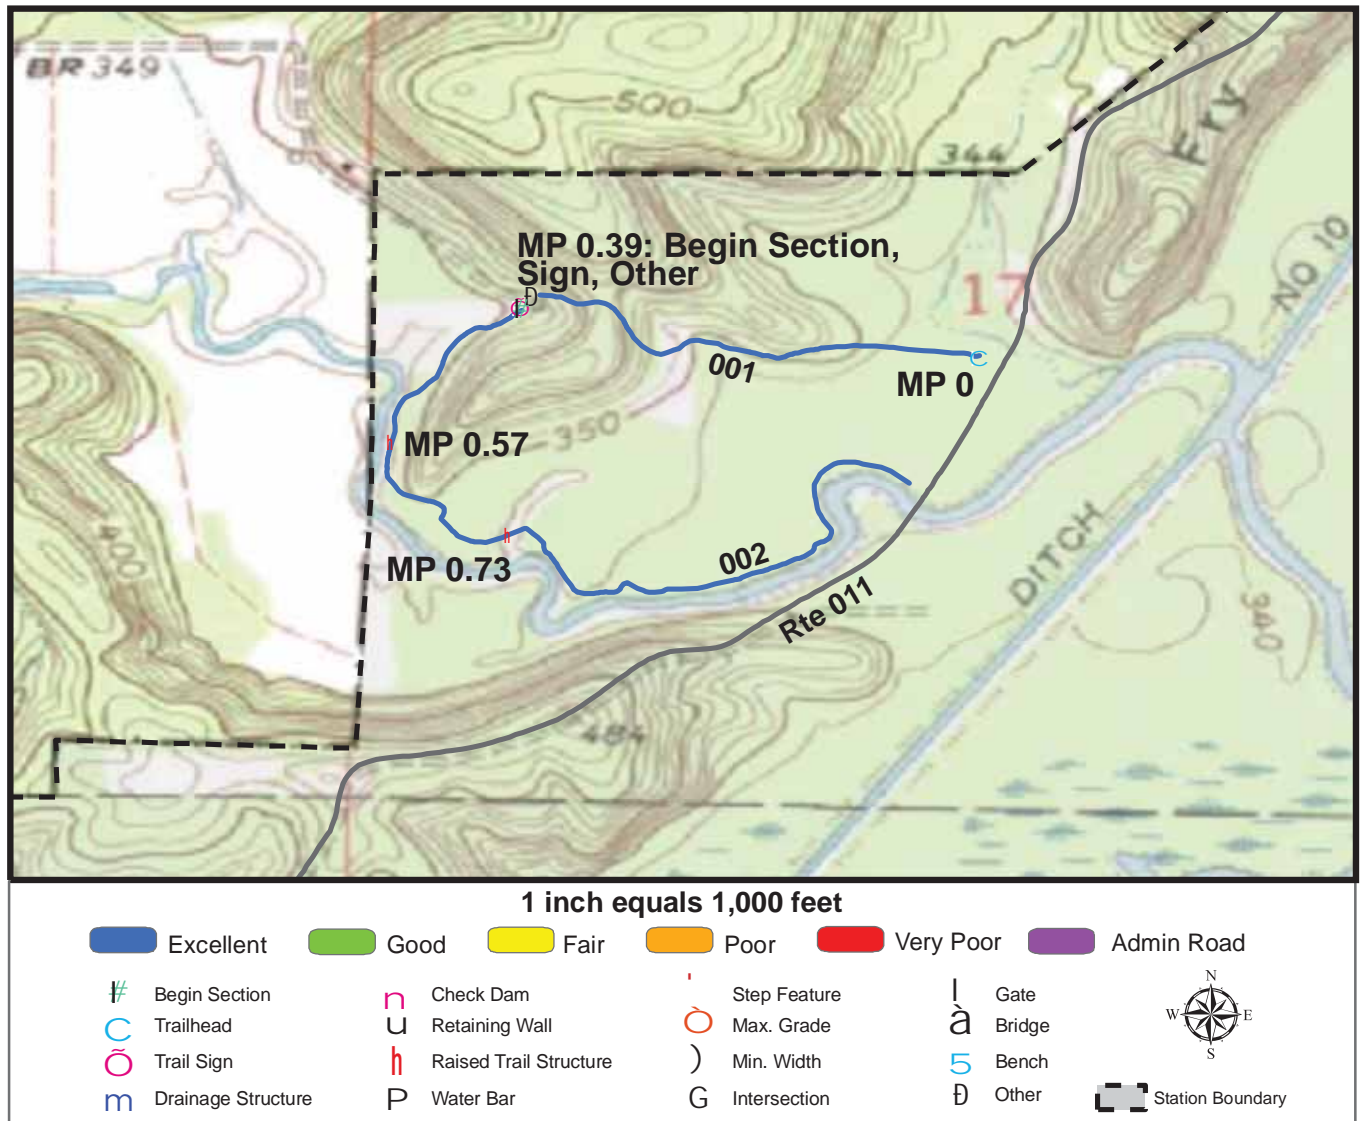 BR 349
500
Fry
344
NO 10
MP 0.39: Begin Section,
Sign, Other
Ð
17
001
MP 0
MP 0.57
350
h
400
MP 0.73
h
002
DITCH
Rte 011
340
484
1 inch equals 1,000 feet
Excellent Good Fair Poor Very Poor Admin Road
# Begin Section n Check Dam ' Step Feature l Gate N
C Trailhead u Retaining Wall Ò Max. Grade à Bridge W E
Õ Trail Sign h Raised Trail Structure ) Min. Width 5 Bench S
m Drainage Structure P Water Bar G Intersection Ð Other Station Boundary